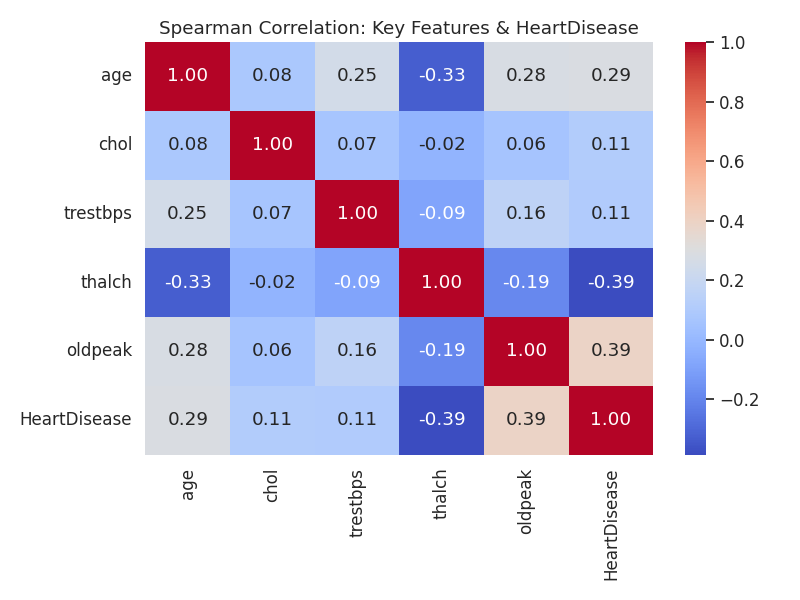 Spearman Correlation: Key Features & HeartDisease
age 1.00 0.08 0.25 -0.33 0.28 0.29
chol 0.08 1.00 0.07 -0.02 0.06 0.11
trestbps 0.25 0.07 1.00 -0.09 0.16 0.11
thalch -0.33 -0.02 -0.09 1.00 -0.19 -0.39
oldpeak 0.28 0.06 0.16 -0.19 1.00 0.39
HeartDisease 0.29 0.11 0.11 -0.39 0.39 1.00
age chol trestbps thalch oldpeak HeartDisease
1.0
0.8
0.6
0.4
0.2
0.0
−0.2